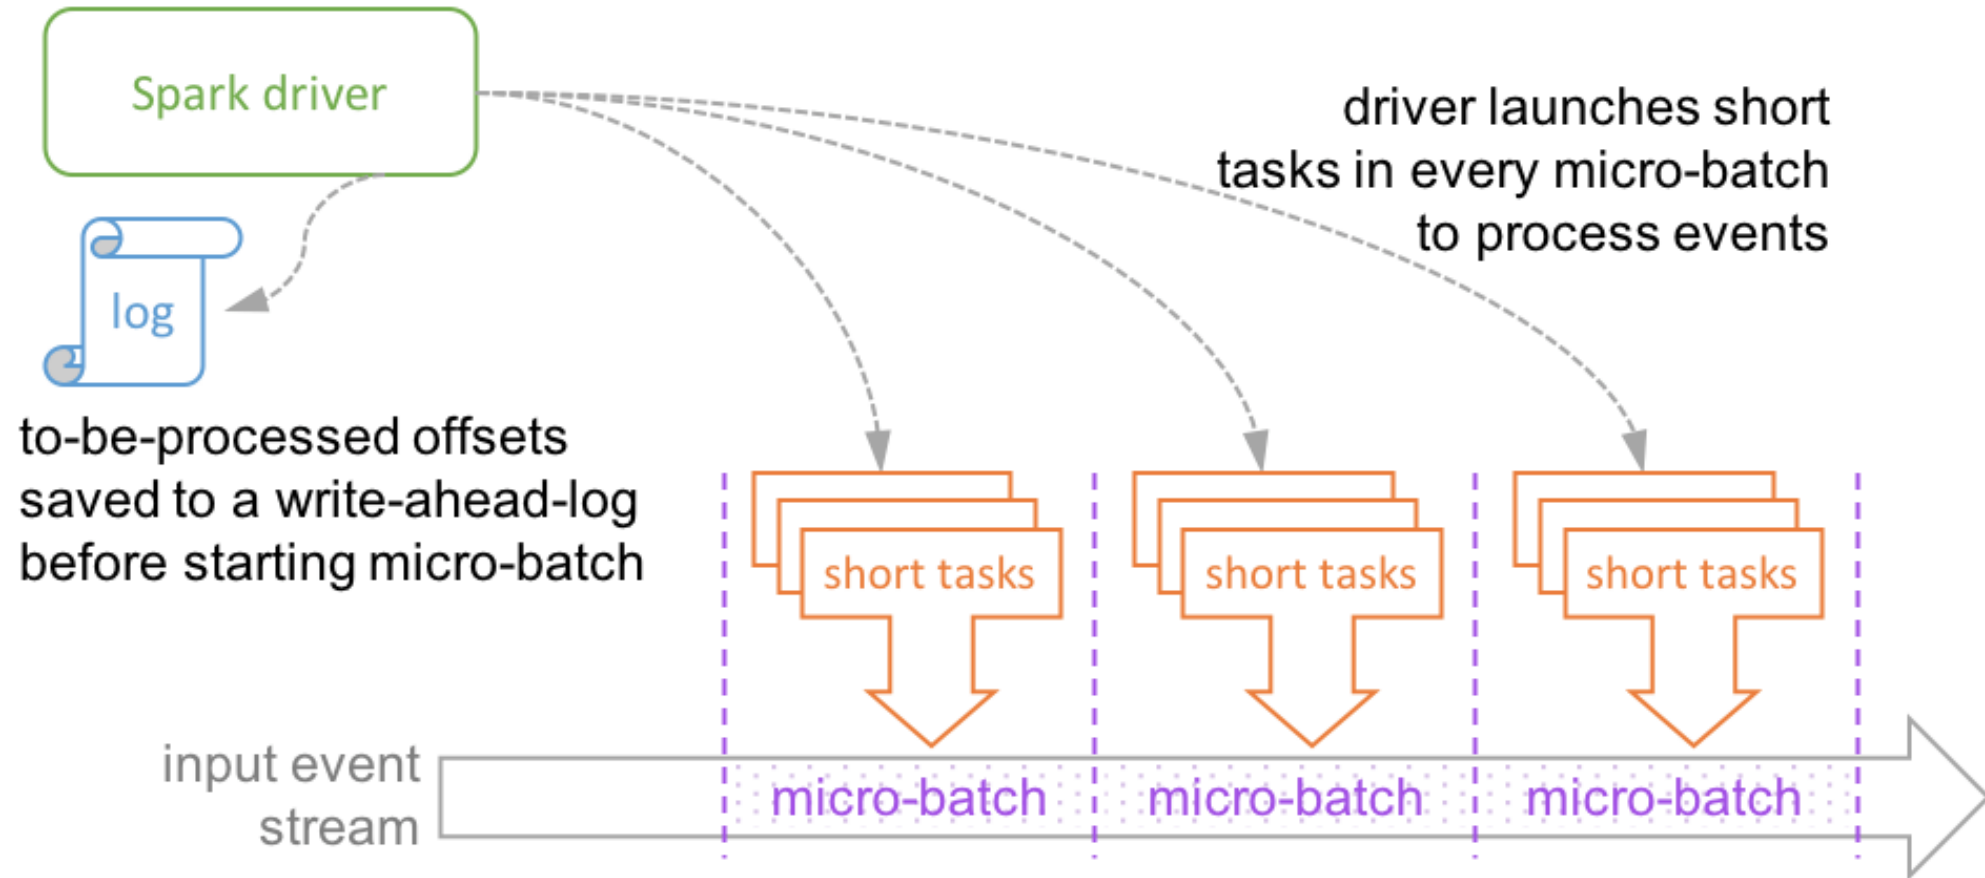 Spark driver
driver launches short
tasks in every micro-batch
to process events
log
to-be-processed offsets
saved to a write-ahead-log
before starting micro-batch
short tasks
short tasks
short tasks
input event
stream
micro-batch
micro-batch
micro-batch